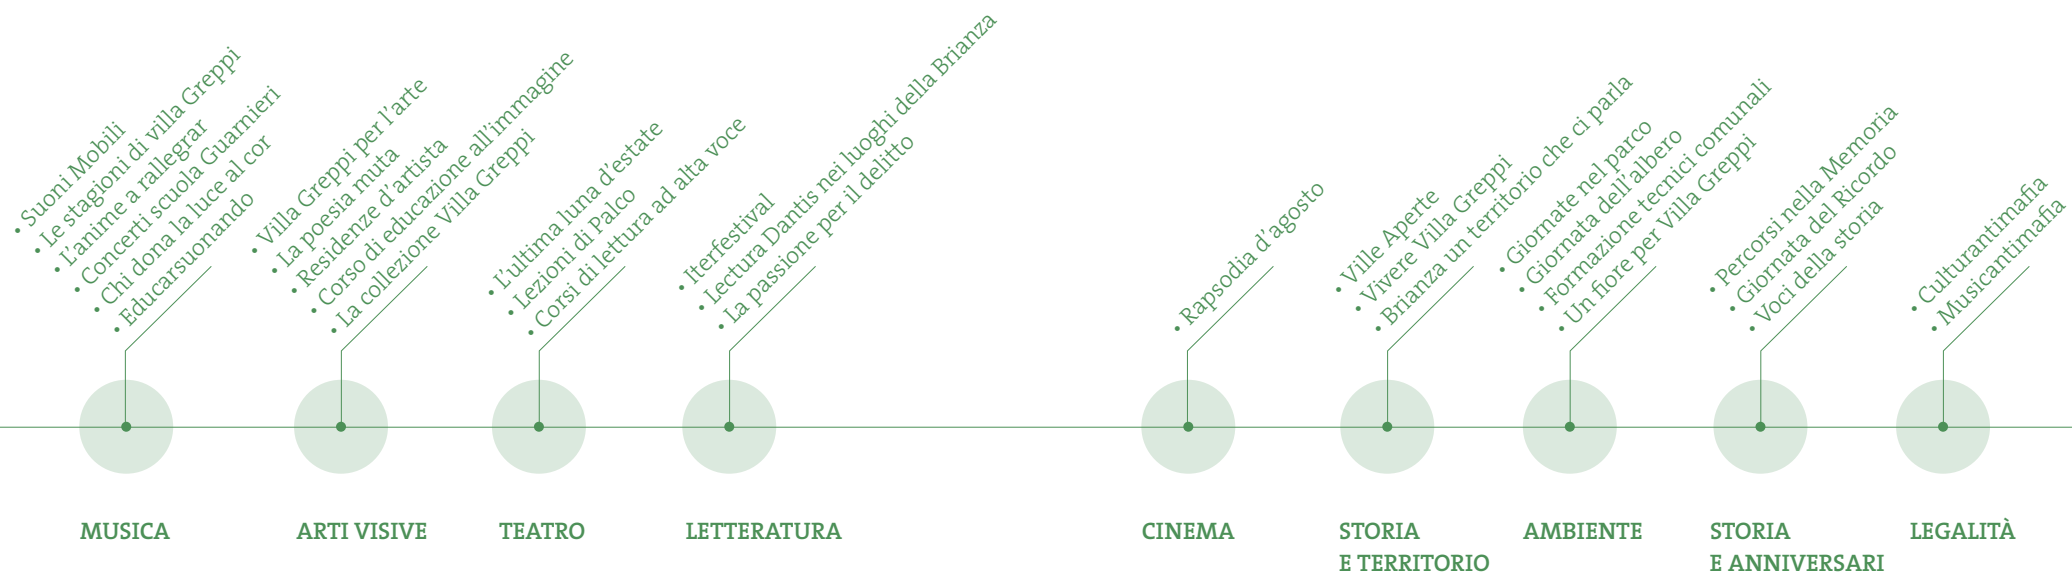 • Suoni Mobili
• Le stagioni di villa Greppi
• L'anime a rallegrar
• Concerti scuola Guarnieri
• Chi dona la luce al cor
• Educarsuonando
MUSICA
• Villa Greppi per l'arte
• La poesia muta
• Residenze d'artista
• Corso di educazione all'immagine
• La collezione Villa Greppi
ARTI VISIVE
• L'ultima luna d'estate
• Lezioni di Palco
• Corsi di lettura ad alta voce
TEATRO
• Iterfestival
• Lectura Dantis nei luoghi della Brianza
• La passione per il delitto
LETTERATURA
• Rapsodia d'agosto
CINEMA
• Ville Aperte
• Vivere Villa Greppi
• Brianza un territorio che ci parla
STORIA
E TERRITORIO
• Giornate nel parco
• Giornata dell'albero
• Formazione tecnici comunali
• Un fiore per Villa Greppi
AMBIENTE
• Percorsi nella Memoria
• Giornata del Ricordo
• Voci della storia
STORIA
E ANNIVERSARI
• Culturantimafia
• Musicantimafia
LEGALITÀ